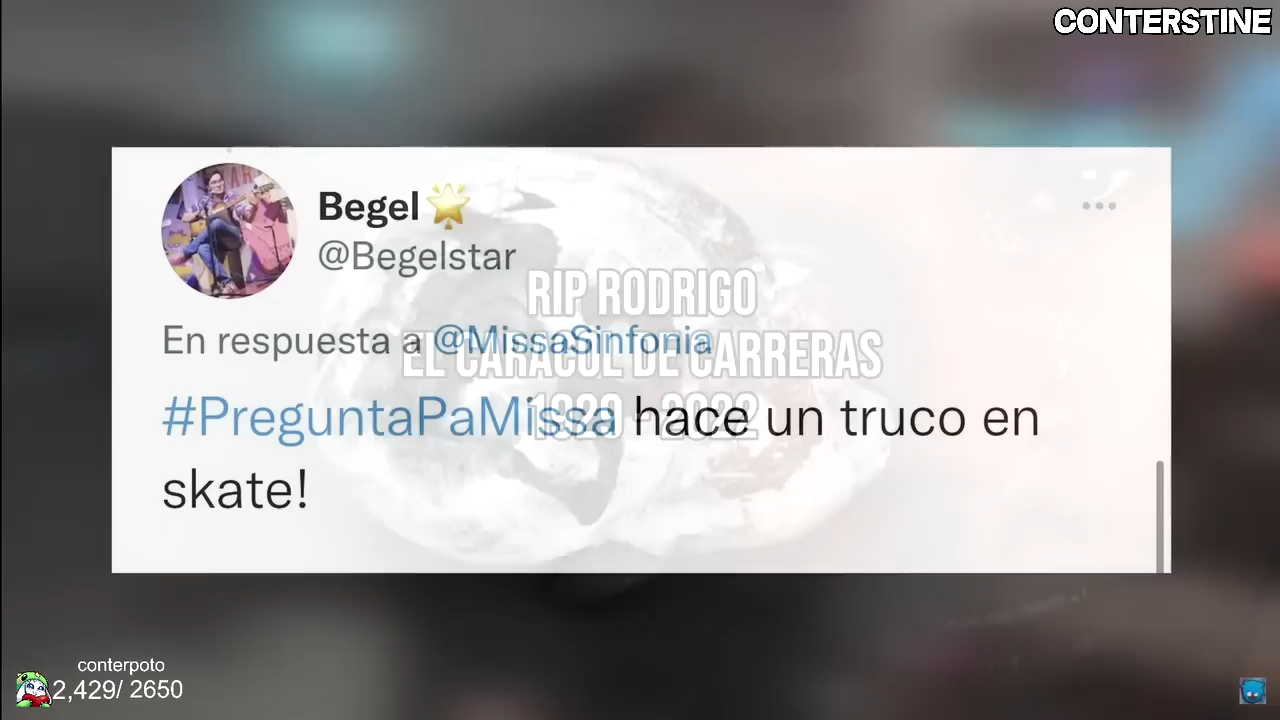 CONTERSTINE
Begel🌟
@Begelstar
RIP RODRIGO
En respuesta a @MissaSinfonia
EL CARACOL DE CARRERAS
#PreguntaPaMissa hace un truco en
skate!
conterpoto
2,429/ 2650